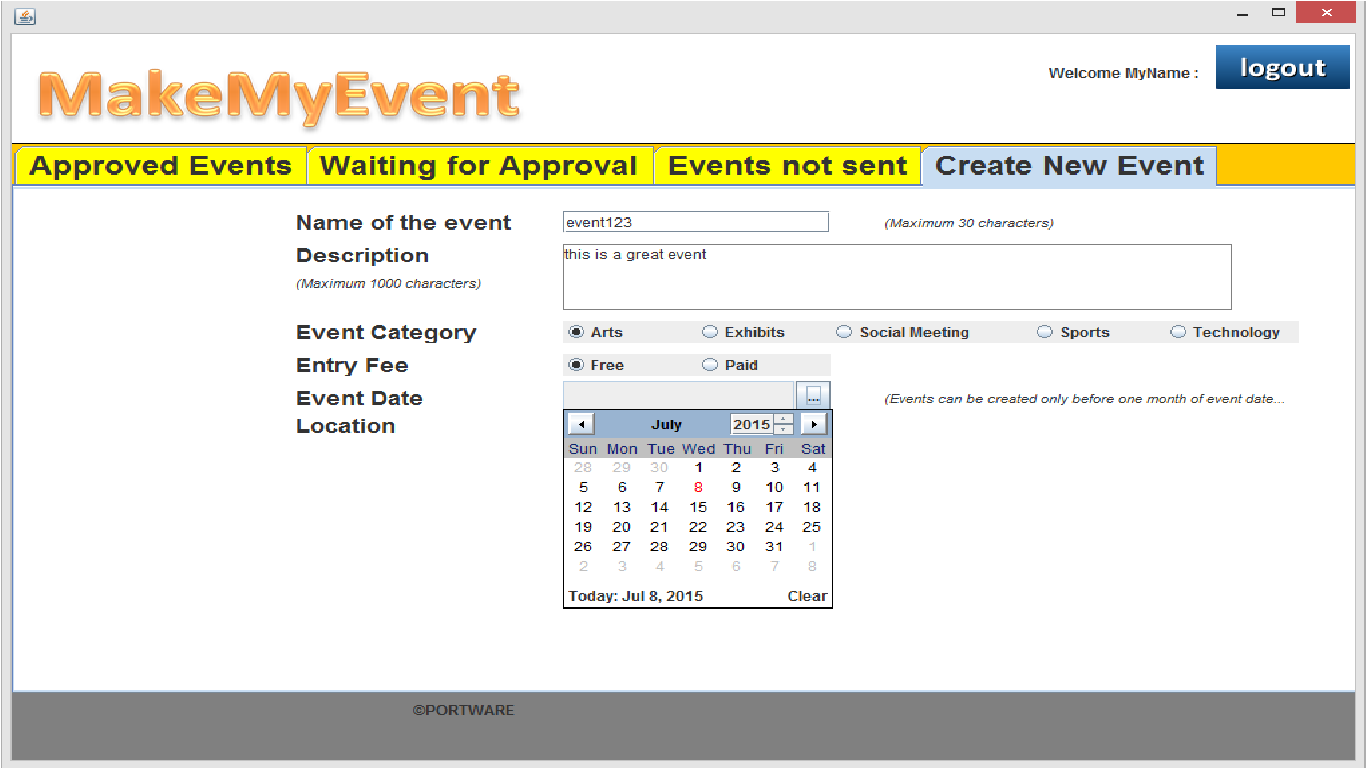 MakeMyEvent
Welcome MyName :
logout
Approved Events Waiting for Approval Events not sent Create New Event
Name of the event event123 (Maximum 30 characters)
Description this is a great event
(Maximum 1000 characters)
Event Category Arts Exhibits Social Meeting Sports Technology
Entry Fee Free Paid
Event Date ... (Events can be created only before one month of event date...
Location
July 2015
Sun Mon Tue Wed Thu Fri Sat
28 29 30 1 2 3 4
5 6 7 8 9 10 11
12 13 14 15 16 17 18
19 20 21 22 23 24 25
26 27 28 29 30 31 1
2 3 4 5 6 7 8
Today: Jul 8, 2015 Clear
©PORTWARE